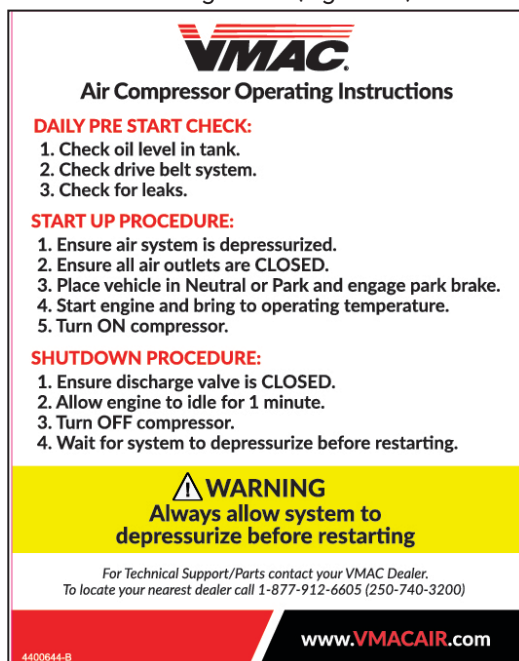 VMAC
Air Compressor Operating Instructions
DAILY PRE START CHECK:
1. Check oil level in tank.
2. Check drive belt system.
3. Check for leaks.
START UP PROCEDURE:
1. Ensure air system is depressurized.
2. Ensure all air outlets are CLOSED.
3. Place vehicle in Neutral or Park and engage park brake.
4. Start engine and bring to operating temperature.
5. Turn ON compressor.
SHUTDOWN PROCEDURE:
1. Ensure discharge valve is CLOSED.
2. Allow engine to idle for 1 minute.
3. Turn OFF compressor.
4. Wait for system to depressurize before restarting.
WARNING
Always allow system to
depressurize before restarting
For Technical Support/Parts contact your VMAC Dealer.
To locate your nearest dealer call 1-877-912-6605 (250-740-3200)
www.VMACAIR.com
4400644-B